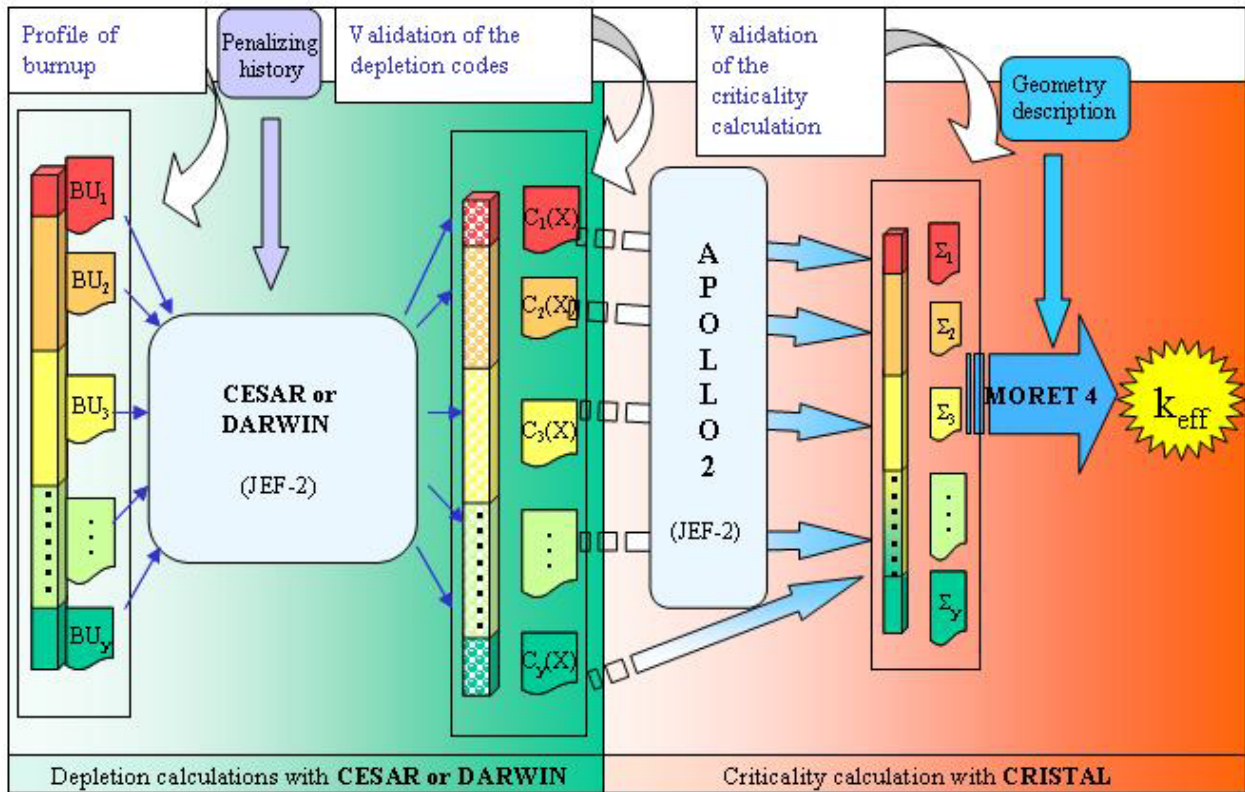 Profile of
burnup
Penalizing
history
Validation of the
depletion codes
Validation
of the
criticality
calculation
Geometry
description
BU1
BU2
BU3
⋮
BUy
CESAR or
DARWIN
(JEF-2)
C1(X)
C2(X)
C3(X)
⋮
Cy(X)
A
P
O
L
L
O
2
(JEF-2)
Σ1
Σ2
Σ3
⋮
Σy
MORET 4
keff
Depletion calculations with CESAR or DARWIN
Criticality calculation with CRISTAL